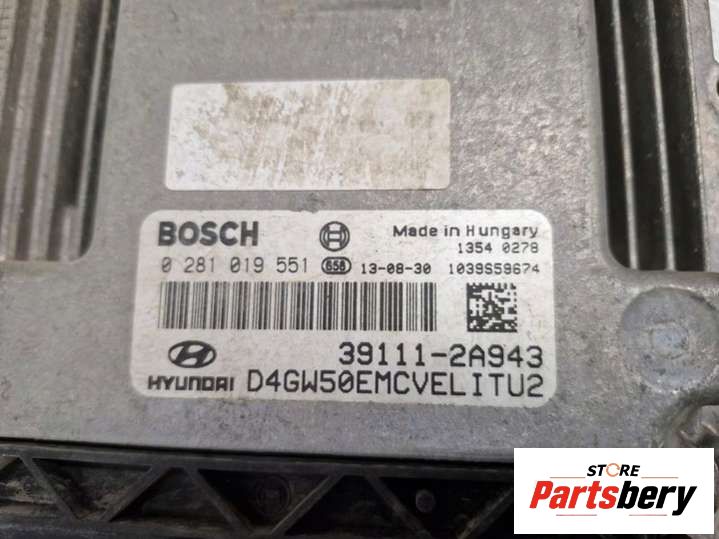 BOSCH
Made in Hungary
1354 0278
0 281 019 551 656 13-08-30 1039S59674
39111-2A943
HYUNDAI D4GW50EMCVELITU2
STORE
Partsbery